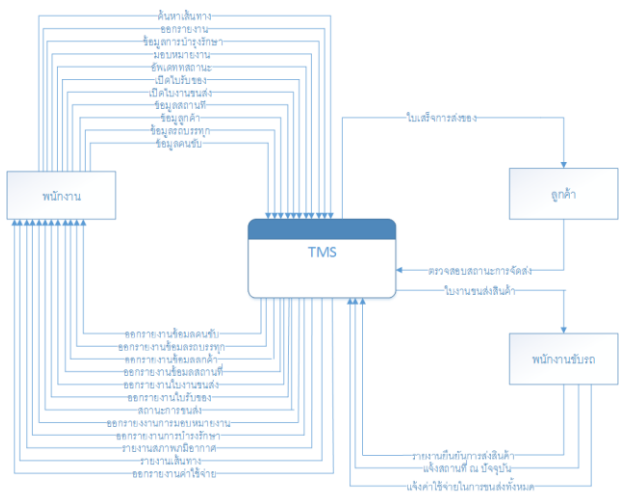 ค้นหาเส้นทาง
ออกรายงาน
ข้อมูลการบำรุงรักษา
มอบหมายงาน
อัพเดททสถานะ
เปิดใบรับของ
เปิดใบงานขนส่ง
ข้อมูลสถานที่
ข้อมูลูกค้า
ข้อมูลรถบรรทุก
ข้อมูลคนขับ
ใบเสร็จการส่งของ
พนักงาน
ลูกค้า
TMS
ตรวจสอบสถานะการจัดส่ง
ใบงานขนส่งสินค้า
พนักงานขับรถ
ออกรายงานข้อมูลคนขับ
ออกรายงานข้อมูลรถบรรทุก
ออกรายงานข้อมูลลูกค้า
ออกรายงานข้อมูลสถานที่
ออกรายงานใบงานขนส่ง
ออกรายงานใบรับของ
สถานะการขนส่ง
ออกรายงงานการมอบหมายงาน
ออกรายงานการบำรุงรักษา
รายงานสภาพภูมิอากาศ
รายงานเส้นทาง
ออกรายงานค่าใช้จ่าย
รายงานยืนยันการส่งสินค้า
แจ้งสถานที่ ณ ปัจจุบัน
แจ้งค่าใช้จ่ายในการขนส่งทั้งหมด